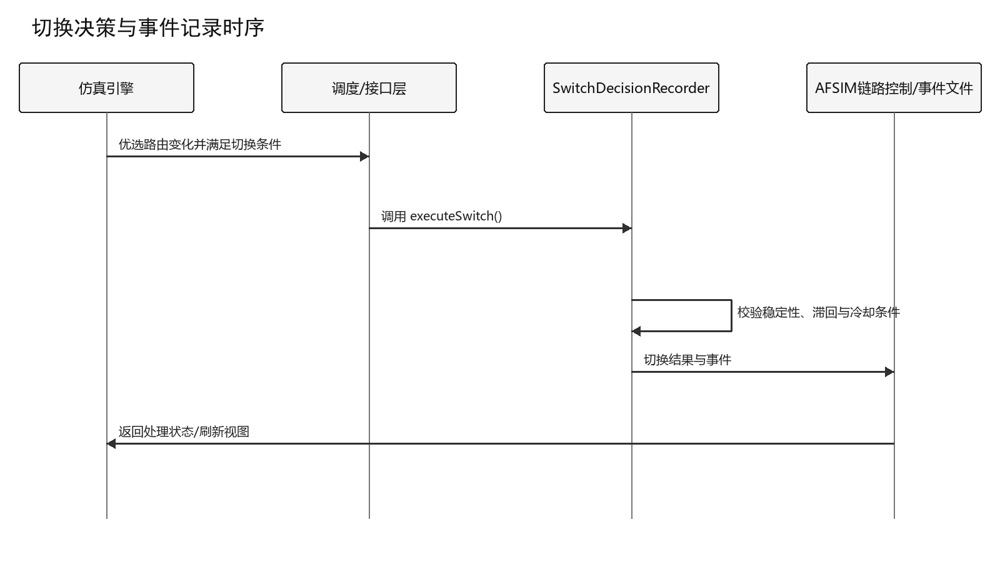 切换决策与事件记录时序
仿真引擎
调度/接口层
SwitchDecisionRecorder
AFSIM链路控制/事件文件
优选路由变化并满足切换条件
调用 executeSwitch()
校验稳定性、滞回与冷却条件
切换结果与事件
返回处理状态/刷新视图